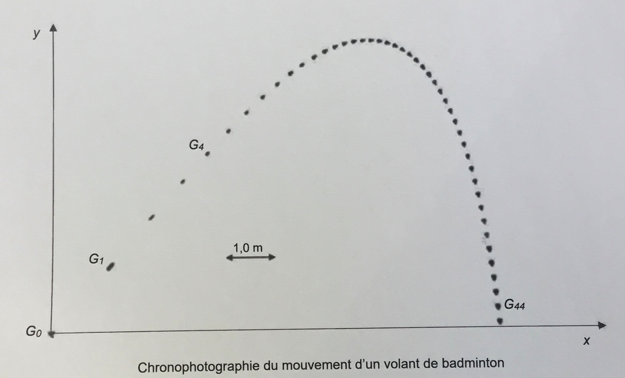 y
G4
1,0 m
G1
G44
G0
x
Chronophotographie du mouvement d'un volant de badminton